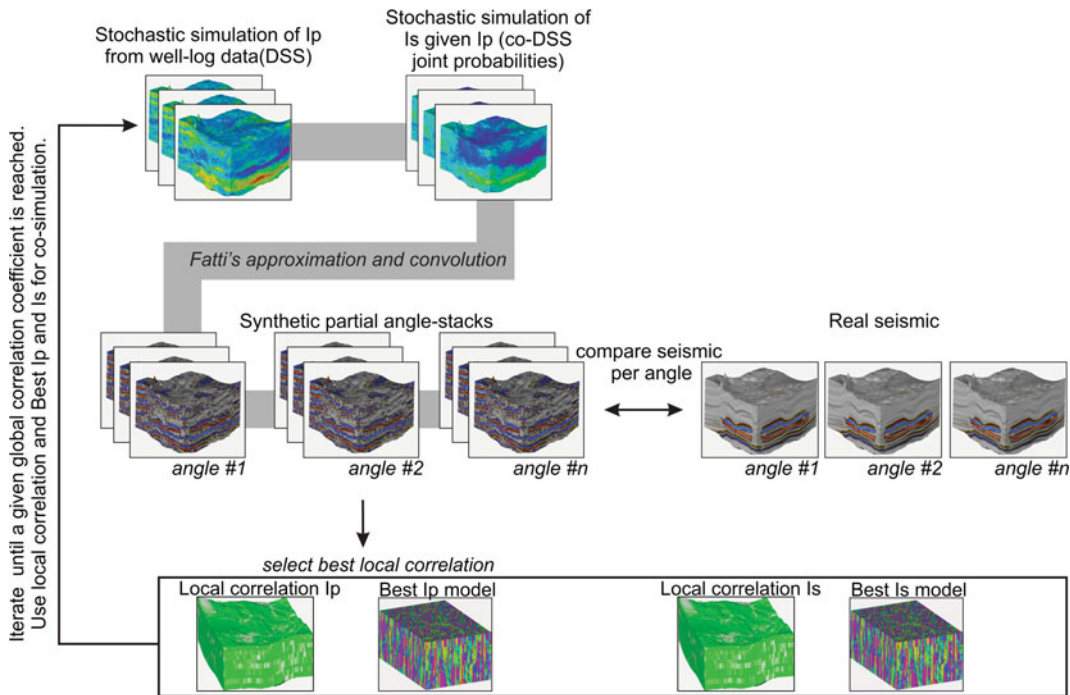 Stochastic simulation of Ip
from well-log data(DSS)
Stochastic simulation of
Is given Ip (co-DSS
joint probabilities)
Iterate until a given global correlation coefficient is reached.
Use local correlation and Best Ip and Is for co-simulation.
Fatti's approximation and convolution
Synthetic partial angle-stacks
Real seismic
compare seismic
per angle
angle #1
angle #2
angle #n
angle #1
angle #2
angle #n
select best local correlation
Local correlation Ip
Best Ip model
Local correlation Is
Best Is model